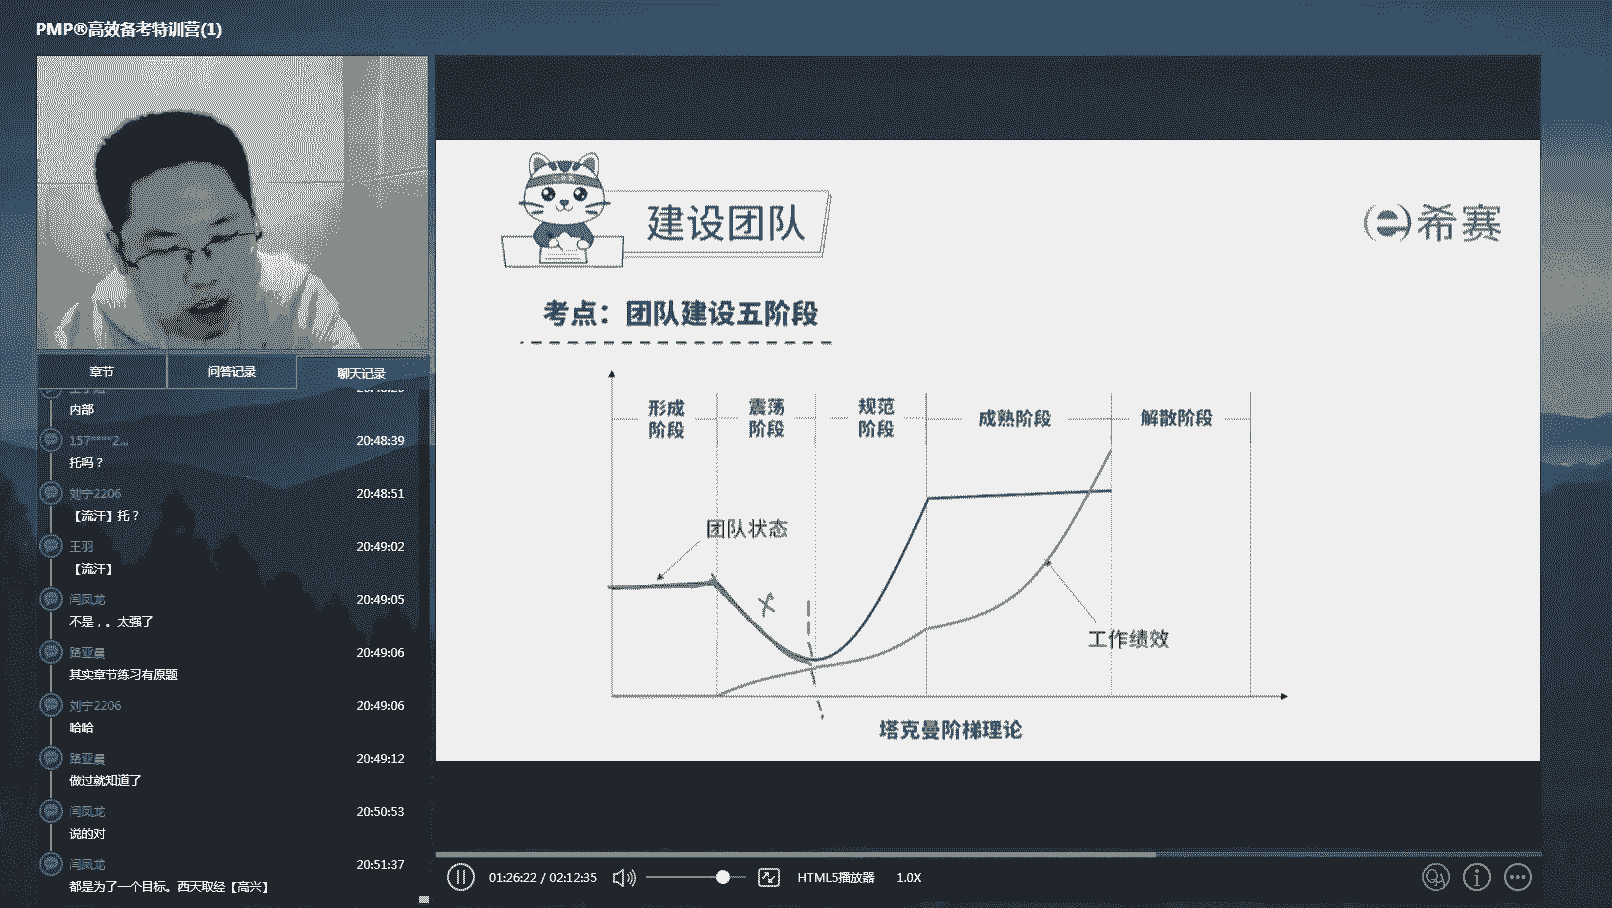 PMP®高效备考特训营(1)
章节
问答记录
聊天记录
内部
157****2...
20:48:39
托吗？
刘宁2206
20:48:51
【流汗】托？
王羽
20:49:02
【流汗】
闫凤龙
20:49:05
不是，。太强了
路亚晨
20:49:06
其实章节练习有原题
刘宁2206
20:49:06
哈哈
路亚晨
20:49:12
做过就知道了
闫凤龙
20:50:53
说的对
闫凤龙
20:51:37
都是为了一个目标。西天取经【高兴】
建设团队
希赛
考点：团队建设五阶段
形成
阶段
震荡
阶段
规范
阶段
成熟阶段
解散阶段
团队状态
工作绩效
塔克曼阶梯理论
01:26:22 / 02:12:35
HTML5播放器
1.0X